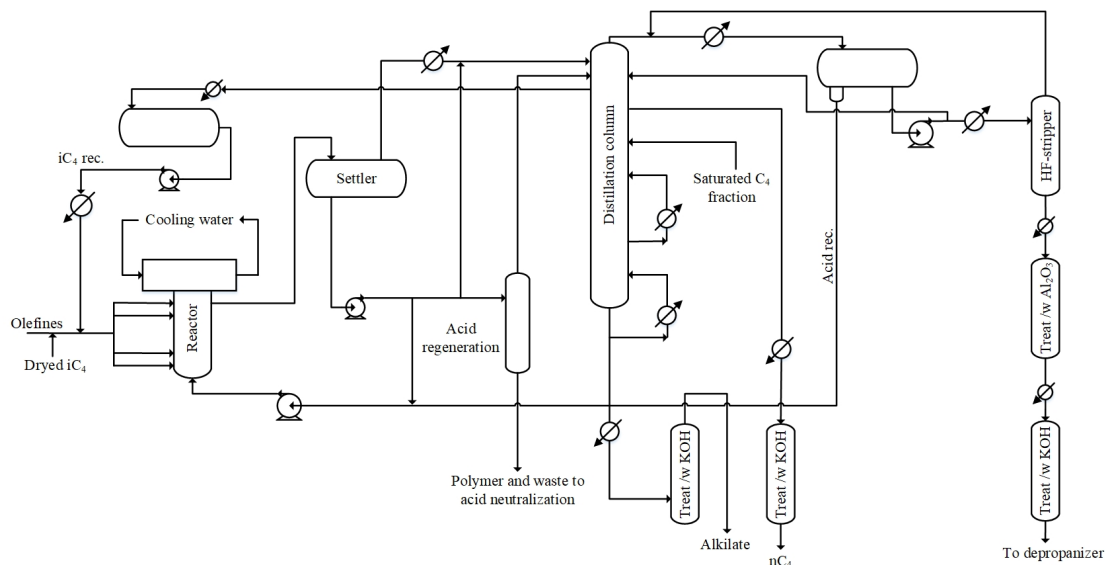 iC4 rec.
Cooling water
Settler
Distillation column
Saturated C4
fraction
HF-stripper
Acid rec.
Reactor
Olefines
Dryed iC4
Acid
regeneration
Treat /w Al2O3
Treat /w KOH
Treat /w KOH
Treat /w KOH
Polymer and waste to
acid neutralization
Alkilate
nC4
To depropanizer